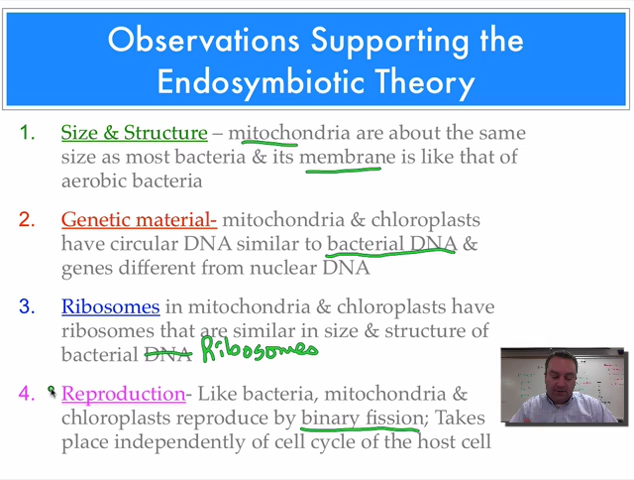 Observations Supporting the
Endosymbiotic Theory
1. Size & Structure – mitochondria are about the same
size as most bacteria & its membrane is like that of
aerobic bacteria
2. Genetic material- mitochondria & chloroplasts
have circular DNA similar to bacterial DNA &
genes different from nuclear DNA
3. Ribosomes in mitochondria & chloroplasts have
ribosomes that are similar in size & structure of
bacterial DNA Ribosomes
4. Reproduction- Like bacteria, mitochondria &
chloroplasts reproduce by binary fission; Takes
place independently of cell cycle of the host cell